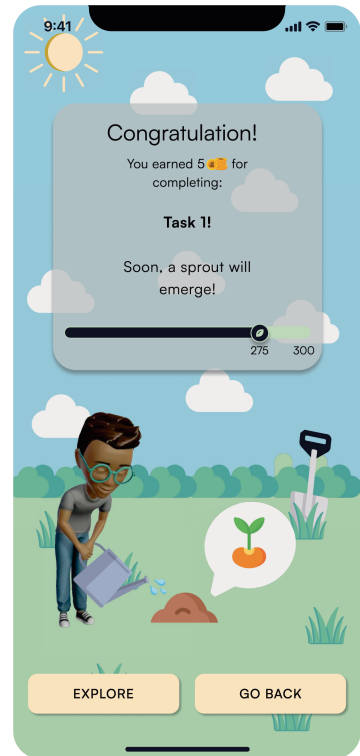 9:41
Congratulation!
You earned 5 for
completing:
Task 1!
Soon, a sprout will
emerge!
275 300
EXPLORE GO BACK